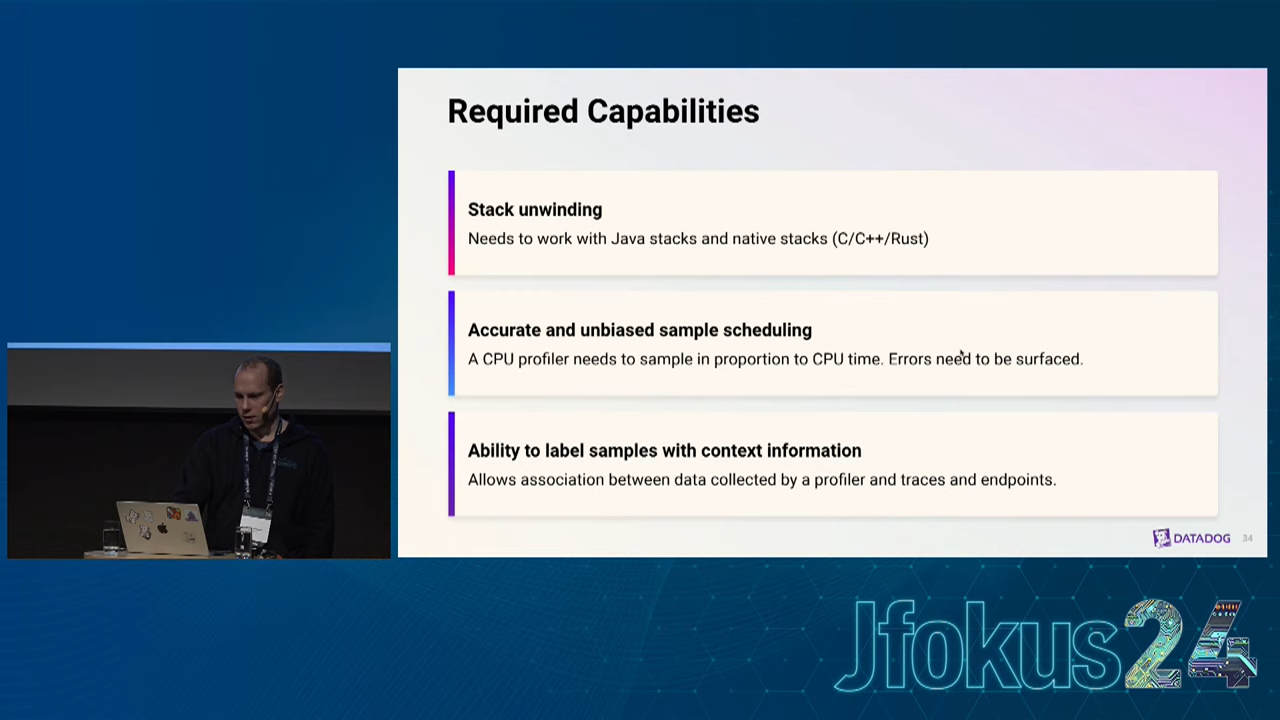 Required Capabilities
Stack unwinding
Needs to work with Java stacks and native stacks (C/C++/Rust)
Accurate and unbiased sample scheduling
A CPU profiler needs to sample in proportion to CPU time. Errors need to be surfaced.
Ability to label samples with context information
Allows association between data collected by a profiler and traces and endpoints.
DATADOG 34
Jfokus24